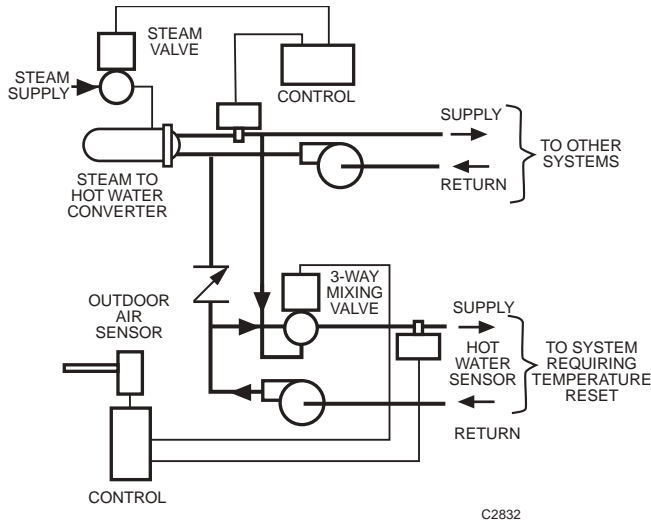 STEAM
VALVE
STEAM
SUPPLY
CONTROL
SUPPLY
TO OTHER
SYSTEMS
RETURN
STEAM TO
HOT WATER
CONVERTER
3-WAY
MIXING
VALVE
OUTDOOR
AIR
SENSOR
SUPPLY
HOT
WATER
SENSOR
TO SYSTEM
REQUIRING
TEMPERATURE
RESET
RETURN
CONTROL
C2832